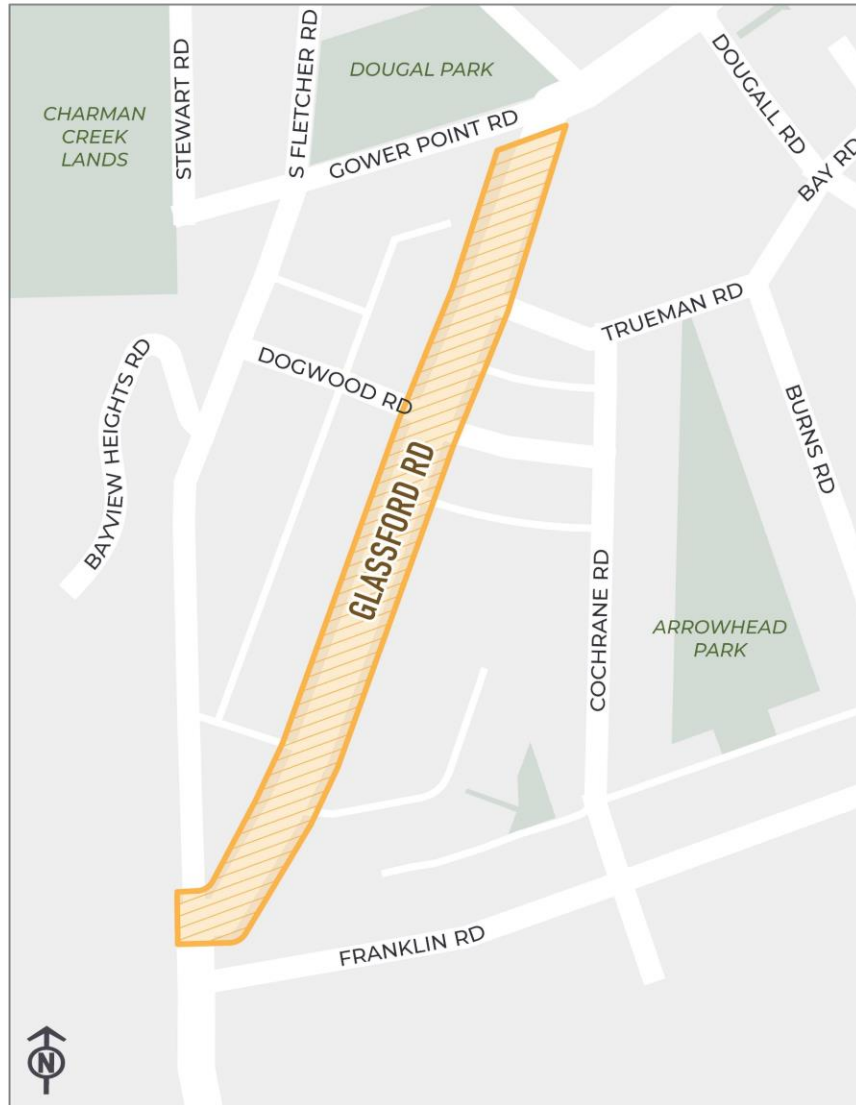 STEWART RD
S FLETCHER RD
DOUGAL PARK
DOUGALL RD
CHARMAN
CREEK
LANDS
GOWER POINT RD
BAY RD
TRUEMAN RD
BAYVIEW HEIGHTS RD
DOGWOOD RD
BURNS RD
GLASSFORD RD
COCHRANE RD
ARROWHEAD
PARK
FRANKLIN RD
N